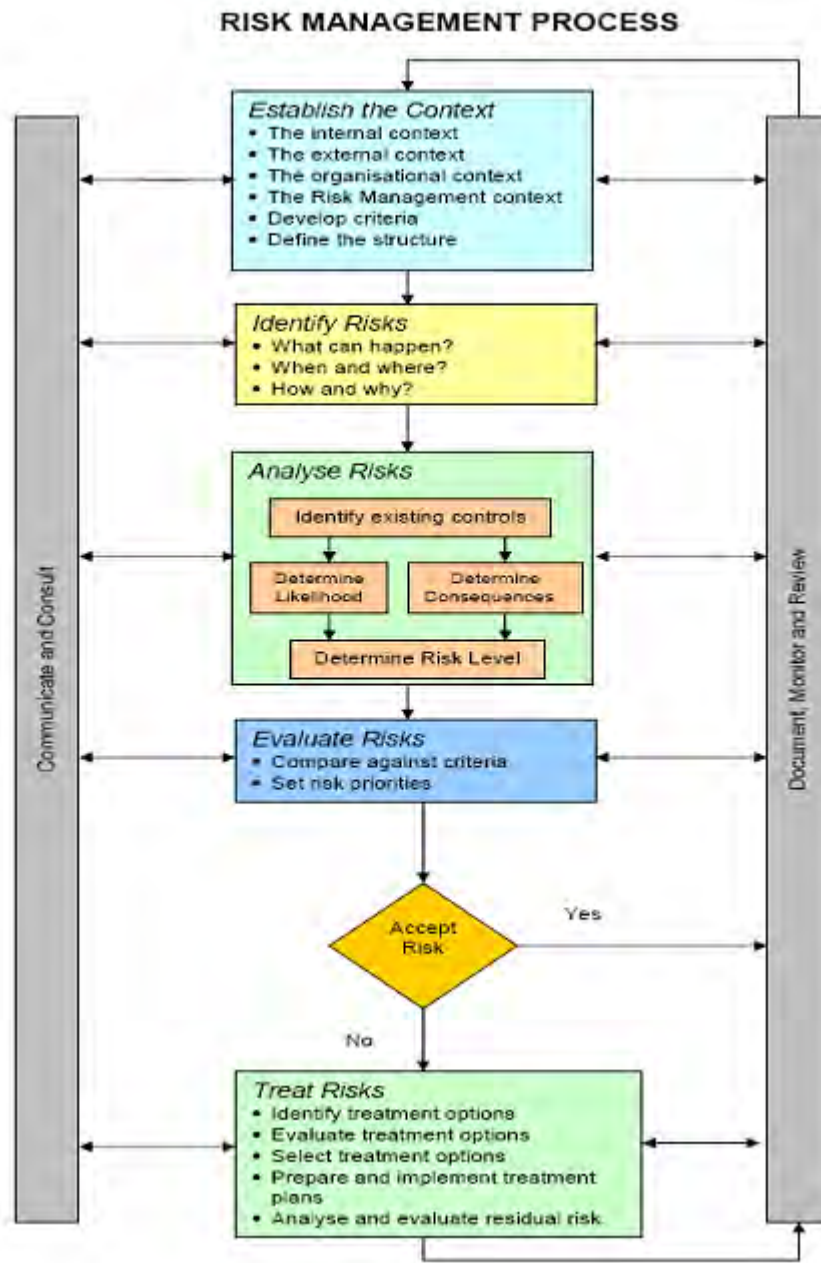 RISK MANAGEMENT PROCESS
Communicate and Consult
Document, Monitor and Review
Establish the Context
• The internal context
• The external context
• The organisational context
• The Risk Management context
• Develop criteria
• Define the structure
Identify Risks
• What can happen?
• When and where?
• How and why?
Analyse Risks
Identify existing controls
Determine
Likelihood
Determine
Consequences
Determine Risk Level
Evaluate Risks
• Compare against criteria
• Set risk priorities
Accept
Risk
Yes
No
Treat Risks
• Identify treatment options
• Evaluate treatment options
• Select treatment options
• Prepare and implement treatment
plans
• Analyse and evaluate residual risk